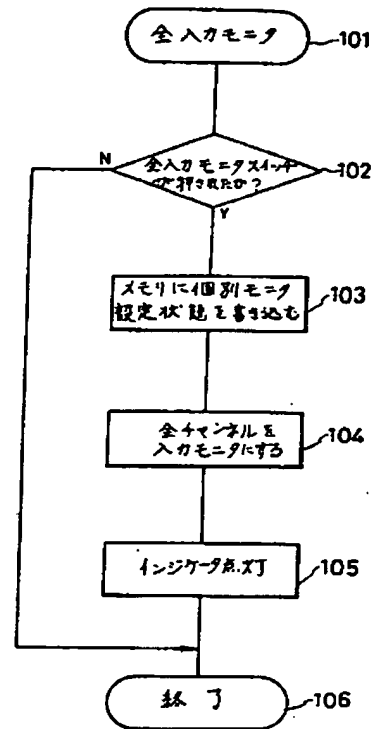 全入力モニタ
101
N
全入力モニタスイッチ
が押されたか?
102
Y
メモリに個別モニタ
設定状態を書き込む
103
全チャンネルを
入力モニタにする
104
インジケータ点灯
105
終了
106